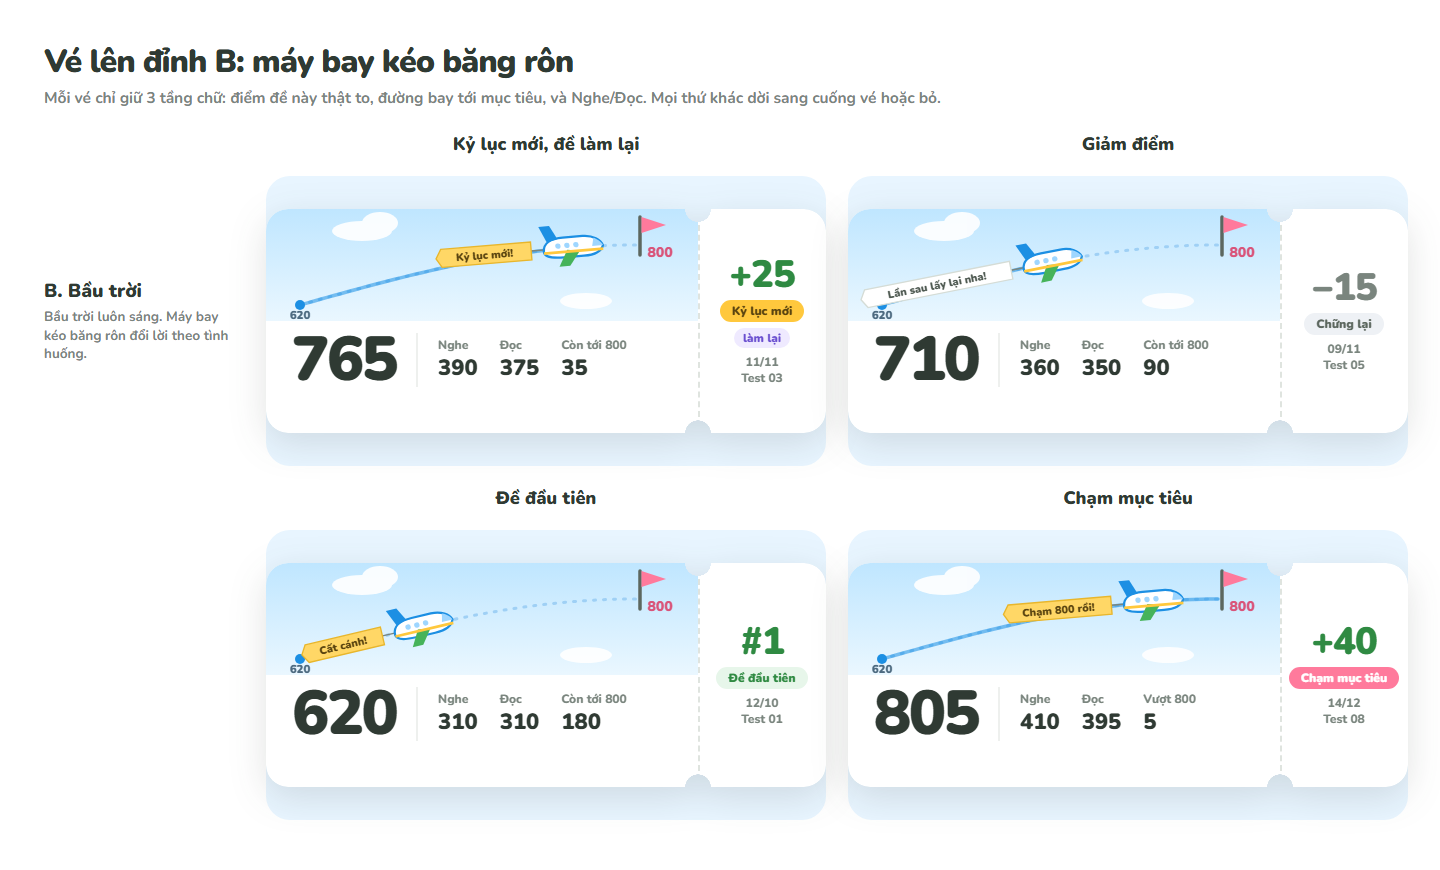 Vé lên đỉnh B: máy bay kéo băng rôn
Mỗi vé chỉ giữ 3 tầng chữ: điểm đề này thật to, đường bay tới mục tiêu, và Nghe/Đọc. Mọi thứ khác dời sang cuống vé hoặc bỏ.
B. Bầu trời
Bầu trời luôn sáng. Máy bay
kéo băng rôn đổi lời theo tình
huống.
Kỷ lục mới, đề làm lại
Kỷ lục mới!
800
620
765
Nghe
390
Đọc
375
Còn tới 800
35
+25
Kỷ lục mới
làm lại
11/11
Test 03
Giảm điểm
Lần sau lấy lại nha!
800
620
710
Nghe
360
Đọc
350
Còn tới 800
90
−15
Chững lại
09/11
Test 05
Đề đầu tiên
Cất cánh!
800
620
620
Nghe
310
Đọc
310
Còn tới 800
180
#1
Đề đầu tiên
12/10
Test 01
Chạm mục tiêu
Chạm 800 rồi!
800
620
805
Nghe
410
Đọc
395
Vượt 800
5
+40
Chạm mục tiêu
14/12
Test 08